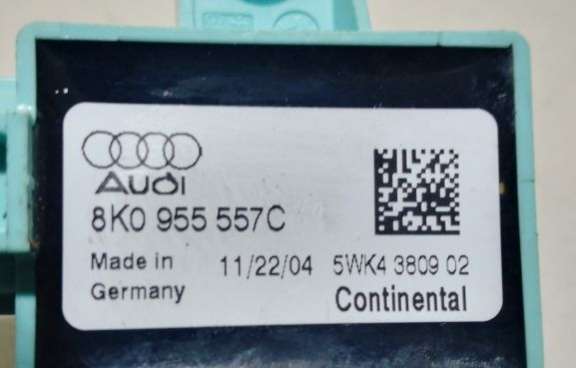 Audi
8K0 955 557C
Made in Germany
11/22/04 5WK4 3809 02
Continental